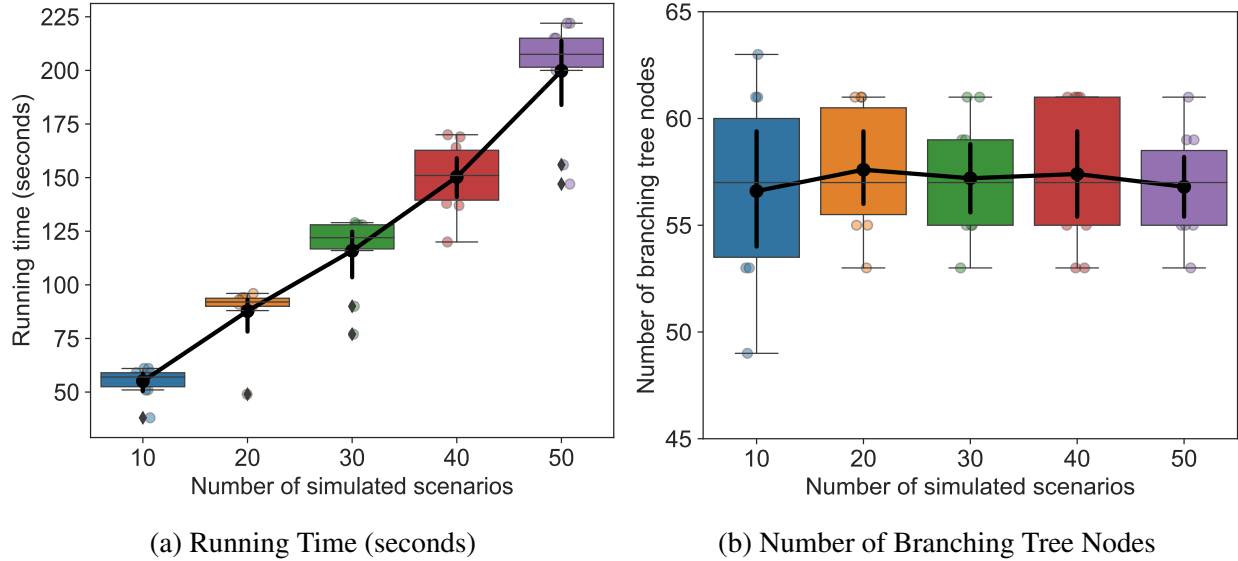 225
200
175
150
125
100
75
50
Running time (seconds)
10 20 30 40 50
Number of simulated scenarios
(a) Running Time (seconds)
65
60
55
50
45
Number of branching tree nodes
10 20 30 40 50
Number of simulated scenarios
(b) Number of Branching Tree Nodes